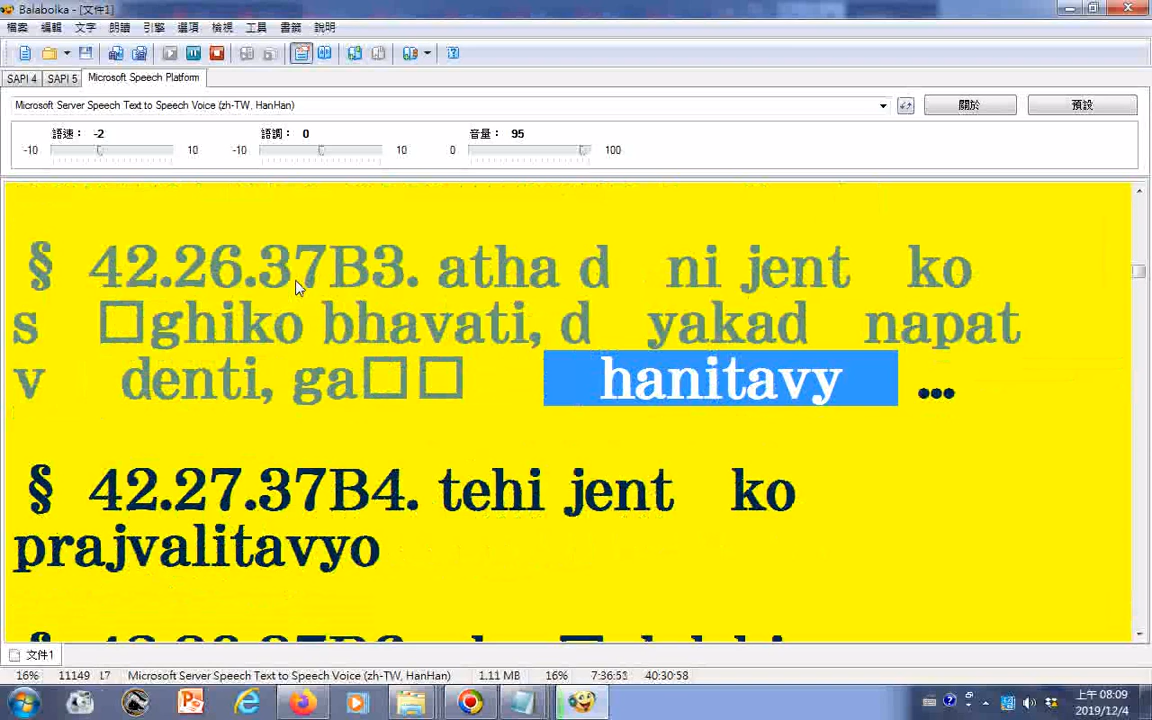 Balabolka - [文件1]
檔案 編輯 文字 朗讀 引擎 選項 檢視 工具 書籤 說明
SAPI 4 SAPI 5 Microsoft Speech Platform
Microsoft Server Speech Text to Speech Voice (zh-TW, HanHan) 關於 預設
語速： -2 語調： 0 音量： 95
-10 10 -10 10 0 100
§ 42.26.37B3. atha d ni jent ko
s □ghiko bhavati, d yakad napat
v denti, ga□□ hanitavy ...
§ 42.27.37B4. tehi jent ko
prajvalitavyo
文件1
16% 11149 17 Microsoft Server Speech Text to Speech Voice (zh-TW, HanHan) 1.11 MB 16% 7:36:53 40:30:58
上午 08:09
2019/12/4